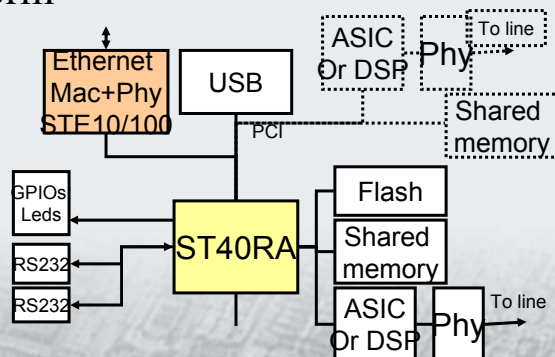 Ethernet
Mac+Phy
STE10/100
USB
ASIC
Or DSP
Phy
To line
Shared
memory
PCI
GPIOs
Leds
RS232
RS232
ST40RA
Flash
Shared
memory
ASIC
Or DSP
Phy
To line